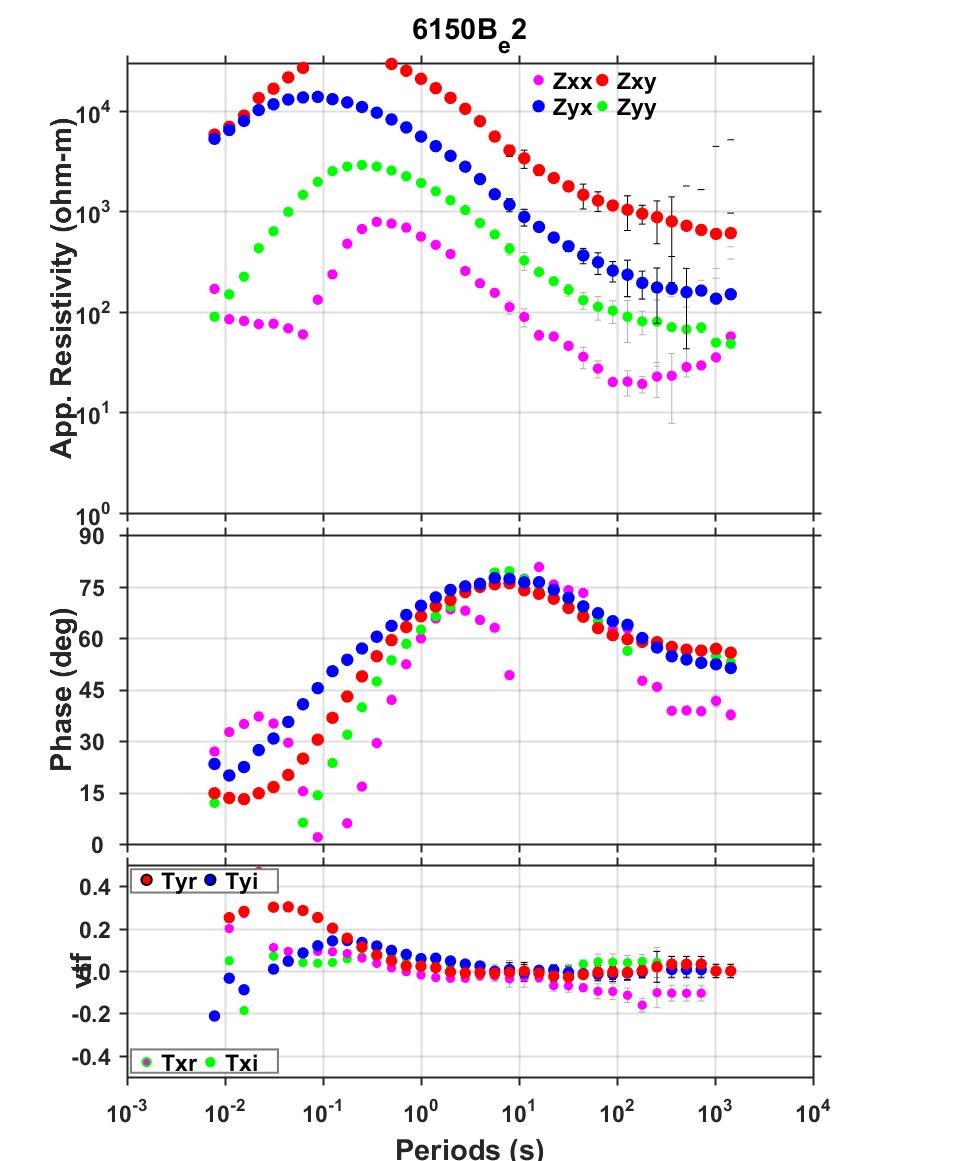 6150Be2
App. Resistivity (ohm-m)
Zxx Zxy
Zyx Zyy
10^4
10^3
10^2
10^1
10^0
Phase (deg)
90
75
60
45
30
15
0
vtf
Tyr Tyi
0.4
0.2
0.0
-0.2
-0.4
Txr Txi
10^-3 10^-2 10^-1 10^0 10^1 10^2 10^3 10^4
Periods (s)